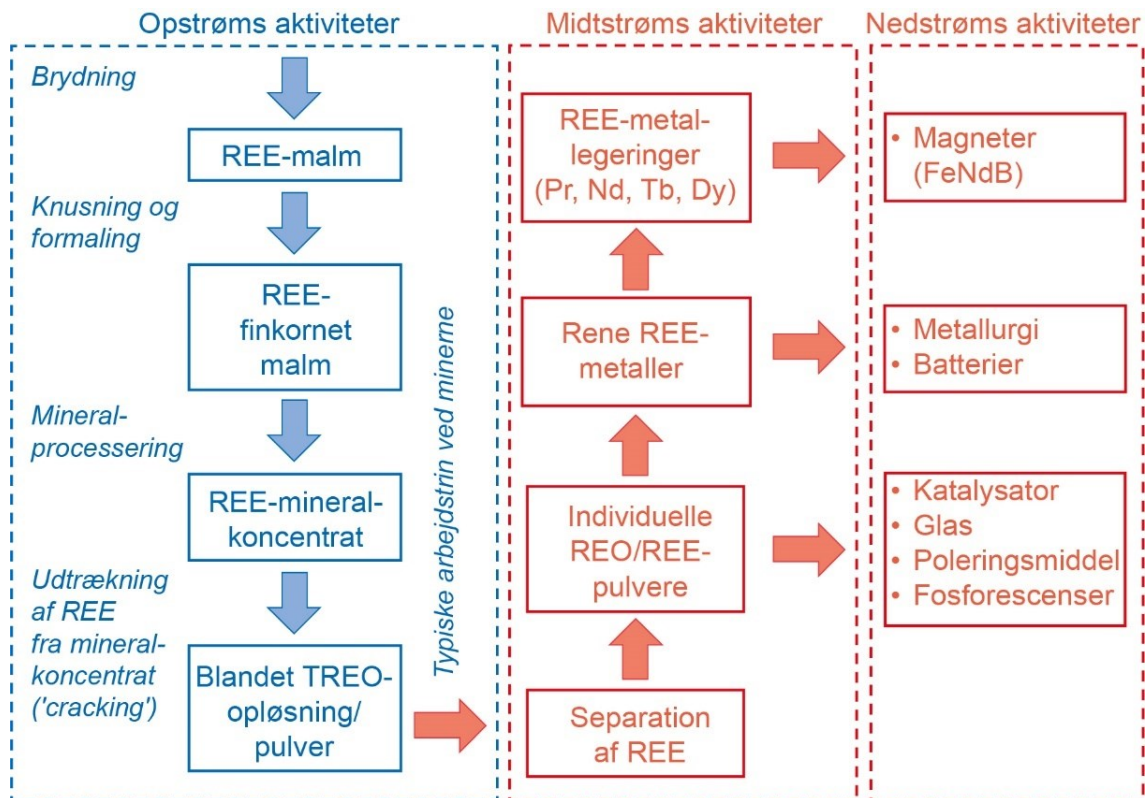 Opstrøms aktiviteter
Brydning
REE-malm
Knusning og
formaling
REE-
finkornet
malm
Mineral-
processering
REE-mineral-
koncentrat
Udtrækning
af REE
fra mineral-
koncentrat
('cracking')
Blandet TREO-
opløsning/
pulver
Typiske arbejdstrin ved minerne
Midtstrøms aktiviteter
REE-metal-
legeringer
(Pr, Nd, Tb, Dy)
Rene REE-
metaller
Individuelle
REO/REE-
pulvere
Separation
af REE
Nedstrøms aktiviteter
• Magneter
(FeNdB)
• Metallurgi
• Batterier
• Katalysator
• Glas
• Poleringsmiddel
• Fosforescenser